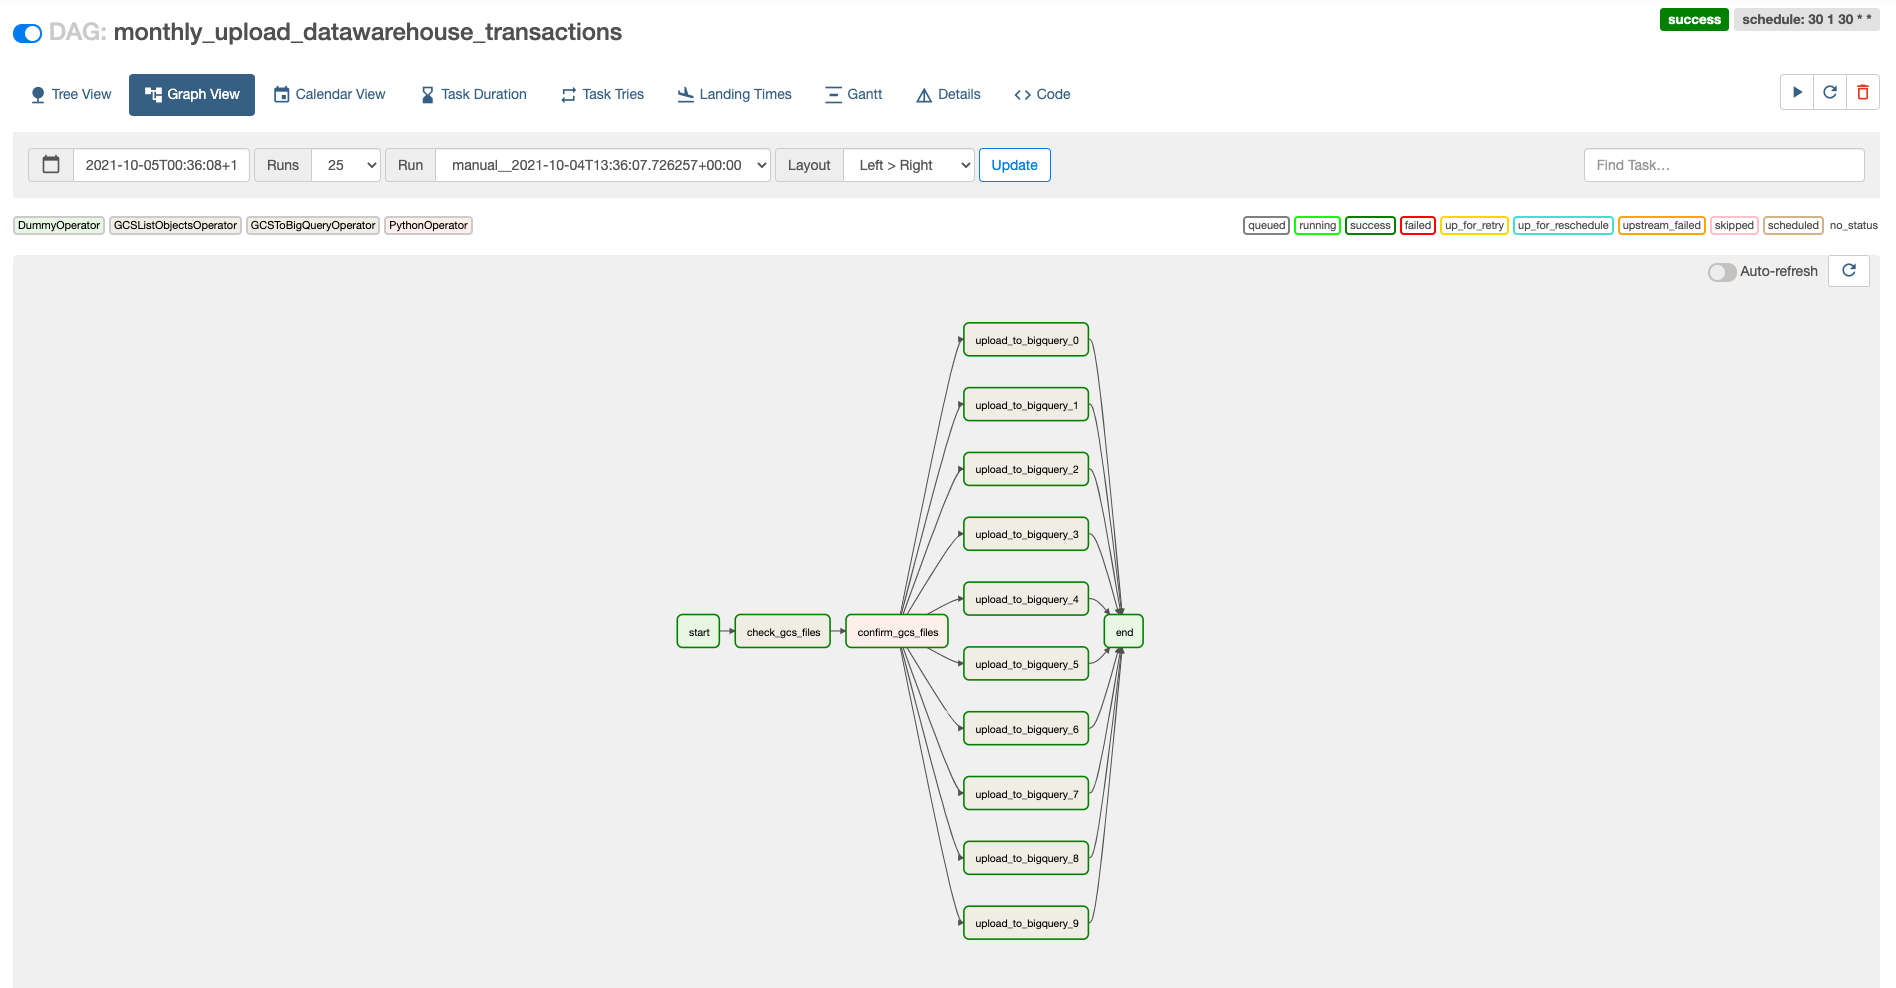 DAG: monthly_upload_datawarehouse_transactions
success schedule: 30 1 30 * *
Tree View Graph View Calendar View Task Duration Task Tries Landing Times Gantt Details <> Code
2021-10-05T00:36:08+1 Runs 25 Run manual__2021-10-04T13:36:07.726257+00:00 Layout Left > Right Update Find Task...
DummyOperator GCSListObjectsOperator GCSToBigQueryOperator PythonOperator queued running success failed up_for_retry up_for_reschedule upstream_failed skipped scheduled no_status
Auto-refresh
upload_to_bigquery_0
upload_to_bigquery_1
upload_to_bigquery_2
upload_to_bigquery_3
upload_to_bigquery_4
start check_gcs_files confirm_gcs_files end
upload_to_bigquery_5
upload_to_bigquery_6
upload_to_bigquery_7
upload_to_bigquery_8
upload_to_bigquery_9